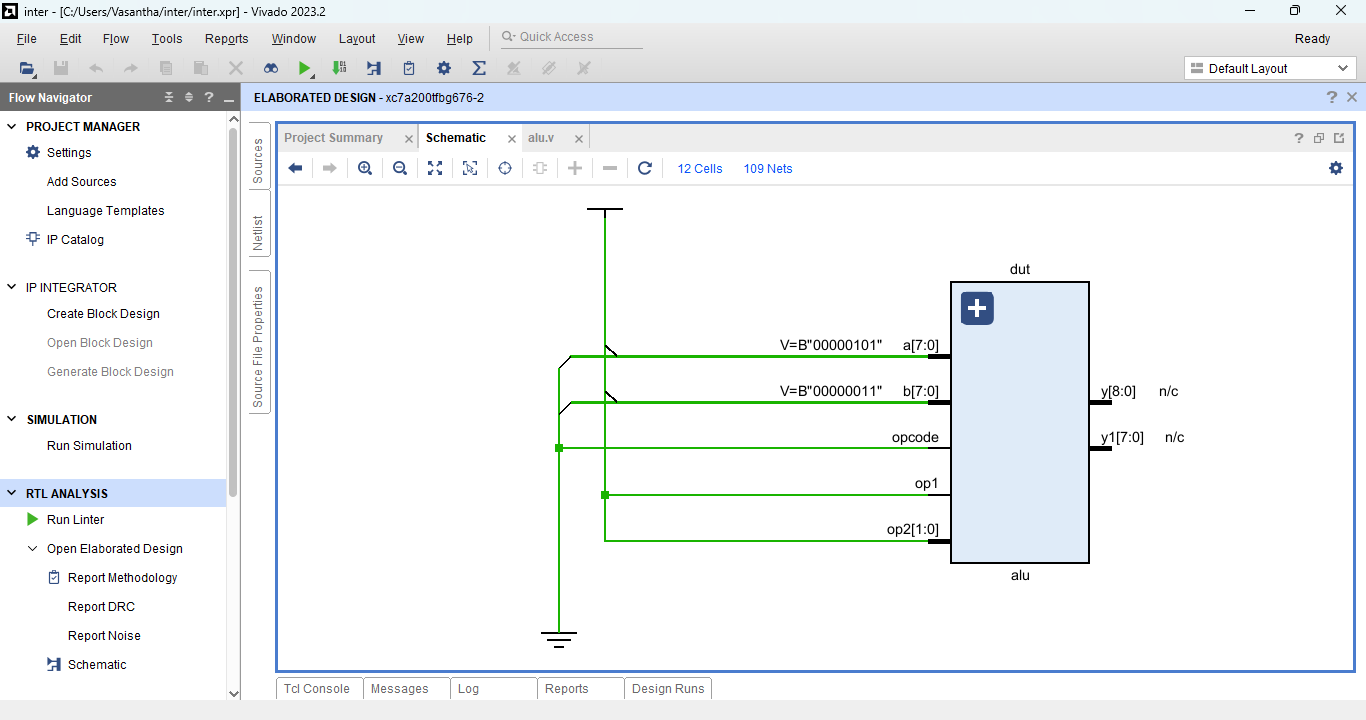 inter - [C:/Users/Vasantha/inter/inter.xpr] - Vivado 2023.2
File Edit Flow Tools Reports Window Layout View Help Quick Access Ready
Default Layout
Flow Navigator
ELABORATED DESIGN - xc7a200tfbg676-2
PROJECT MANAGER
Settings
Add Sources
Language Templates
IP Catalog
IP INTEGRATOR
Create Block Design
Open Block Design
Generate Block Design
SIMULATION
Run Simulation
RTL ANALYSIS
Run Linter
Open Elaborated Design
Report Methodology
Report DRC
Report Noise
Schematic
Sources
Netlist
Source File Properties
Project Summary Schematic alu.v
12 Cells 109 Nets
dut
V=B"00000101" a[7:0]
V=B"00000011" b[7:0] y[8:0] n/c
opcode y1[7:0] n/c
op1
op2[1:0]
alu
Tcl Console Messages Log Reports Design Runs